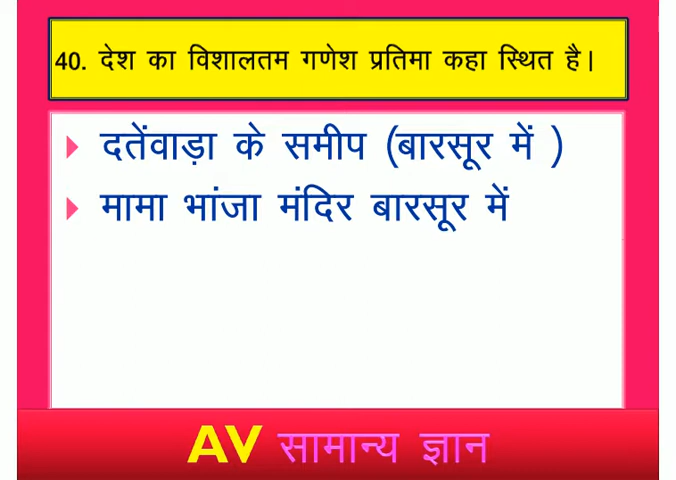 40. देश का विशालतम गणेश प्रतिमा कहा स्थित है।
दतेंवाड़ा के समीप (बारसूर में )
मामा भांजा मंदिर बारसूर में
AV सामान्य ज्ञान